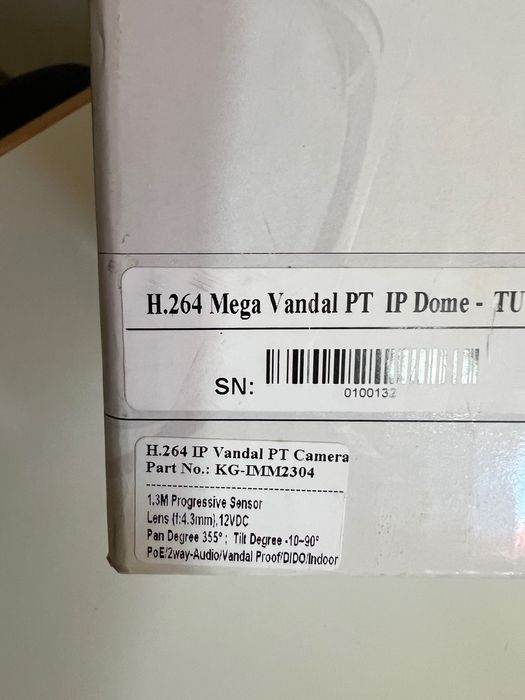 H.264 Mega Vandal PT IP Dome - TU
SN:
0100132
H.264 IP Vandal PT Camera
Part No.: KG-IMM2304
--------------------------------
1.3M Progressive Sensor
Lens (f:4.3mm),12VDC
Pan Degree 355° ; Tilt Degree -10~90°
PoE/2way-Audio/Vandal Proof/DIDO/Indoor